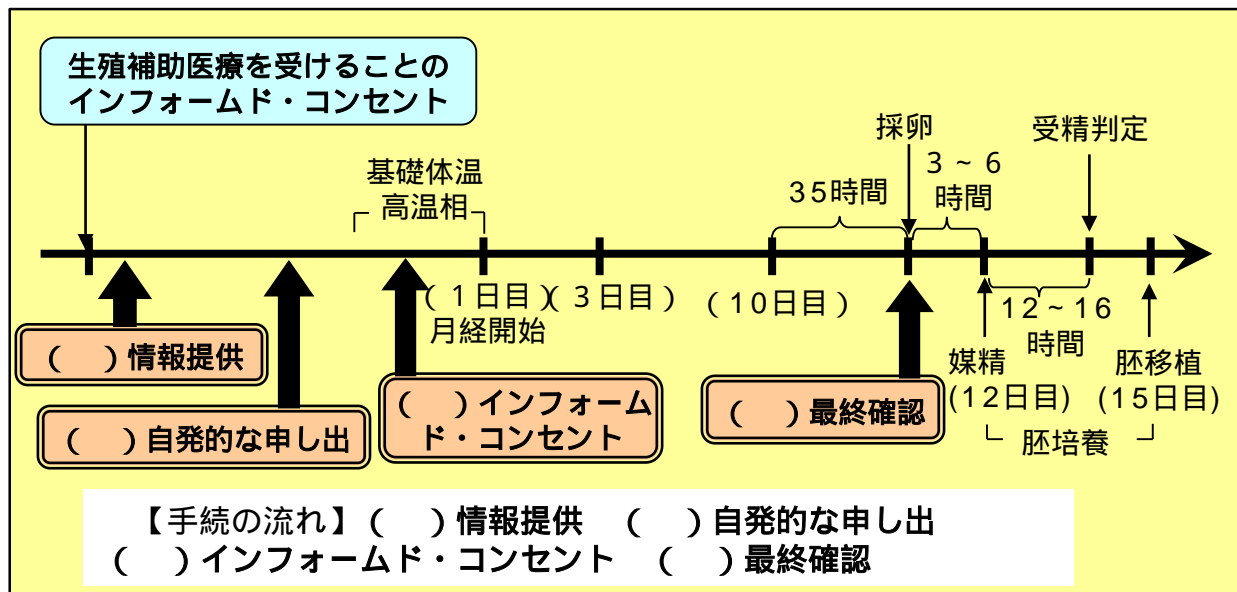 生殖補助医療を受けることの
インフォームド・コンセント
採卵
受精判定
基礎体温
高温相
35時間
3~6
時間
(1日目)
月経開始
(3日目)
(10日目)
12~16
時間
媒精
(12日目)
胚移植
(15日目)
胚培養
(　)情報提供
(　)自発的な申し出
(　)インフォーム
ド・コンセント
(　)最終確認
【手続の流れ】(　)情報提供　(　)自発的な申し出
(　)インフォームド・コンセント　(　)最終確認